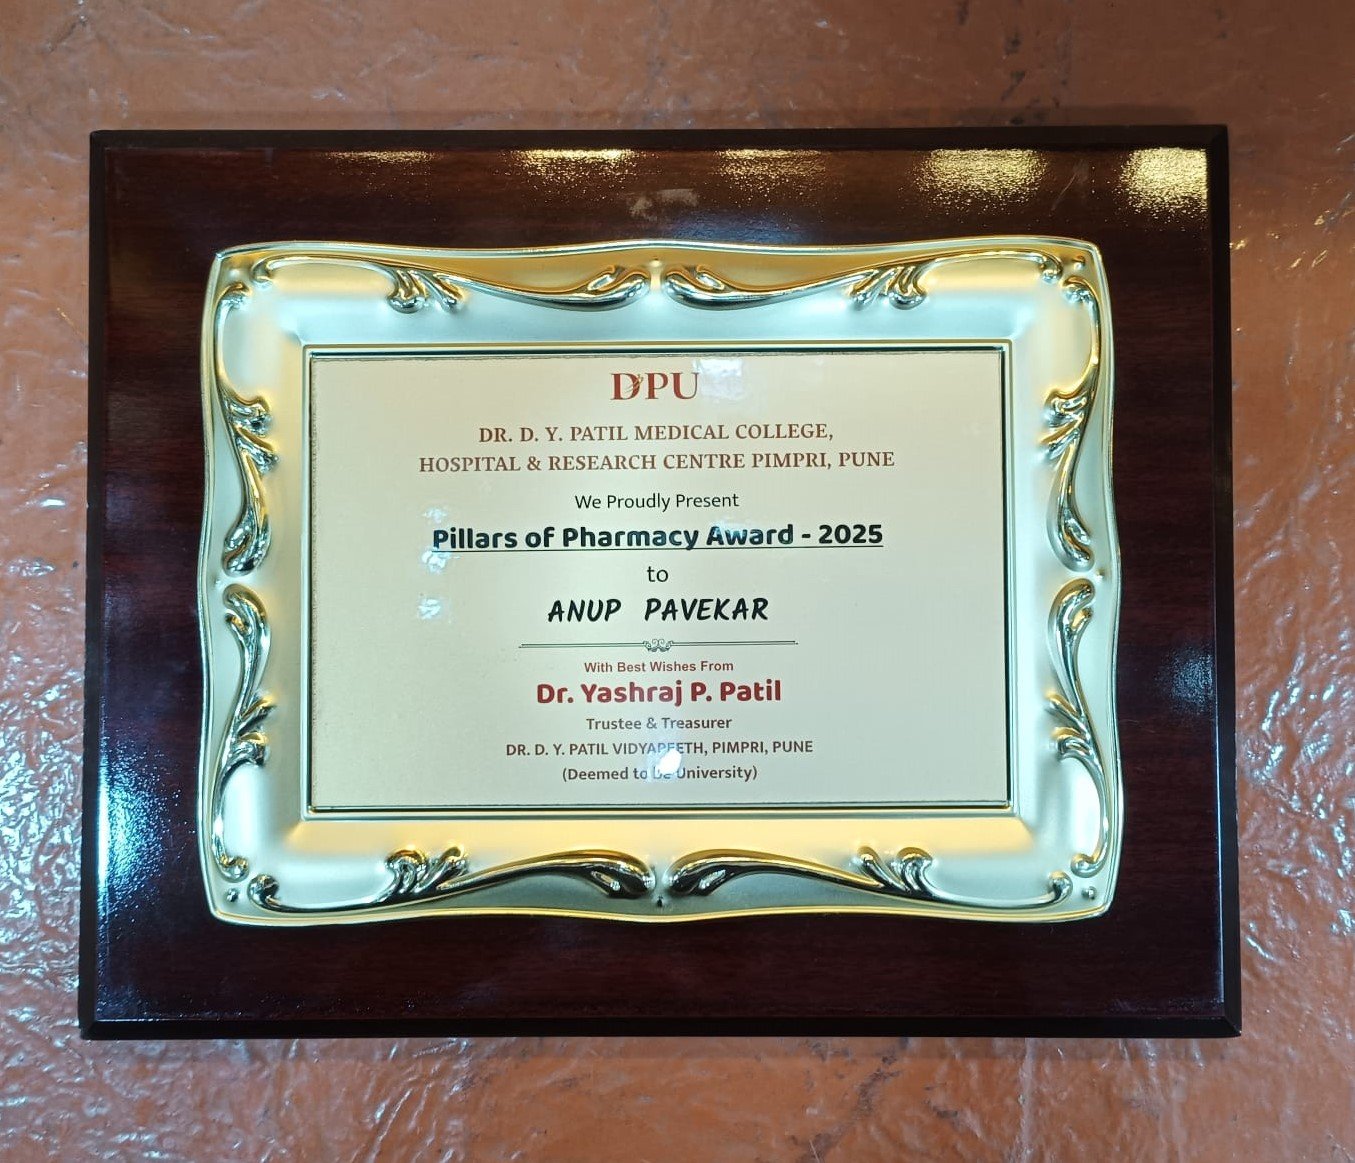 DPU
DR. D. Y. PATIL MEDICAL COLLEGE,
HOSPITAL & RESEARCH CENTRE PIMPRI, PUNE
We Proudly Present
Pillars of Pharmacy Award - 2025
to
ANUP PAVEKAR
With Best Wishes From
Dr. Yashraj P. Patil
Trustee & Treasurer
DR. D. Y. PATIL VIDYAPEETH, PIMPRI, PUNE
(Deemed to be University)